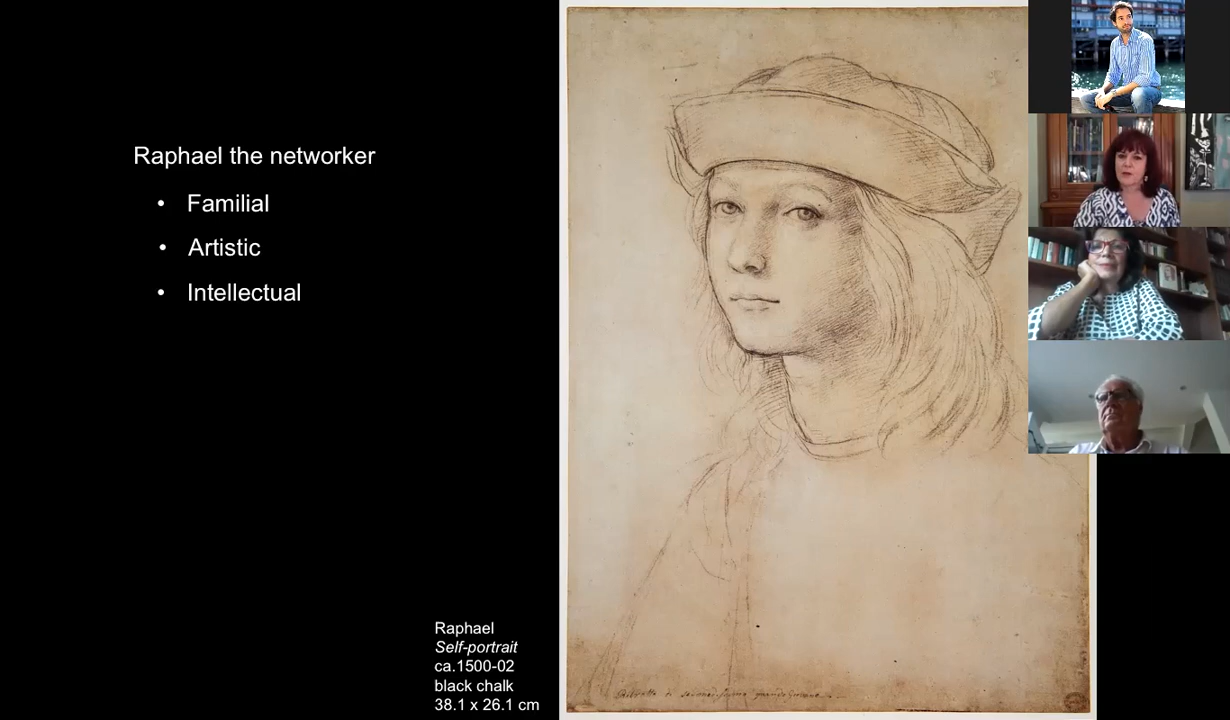 Raphael the networker
• Familial
• Artistic
• Intellectual
Raphael
Self-portrait
ca.1500-02
black chalk
38.1 x 26.1 cm